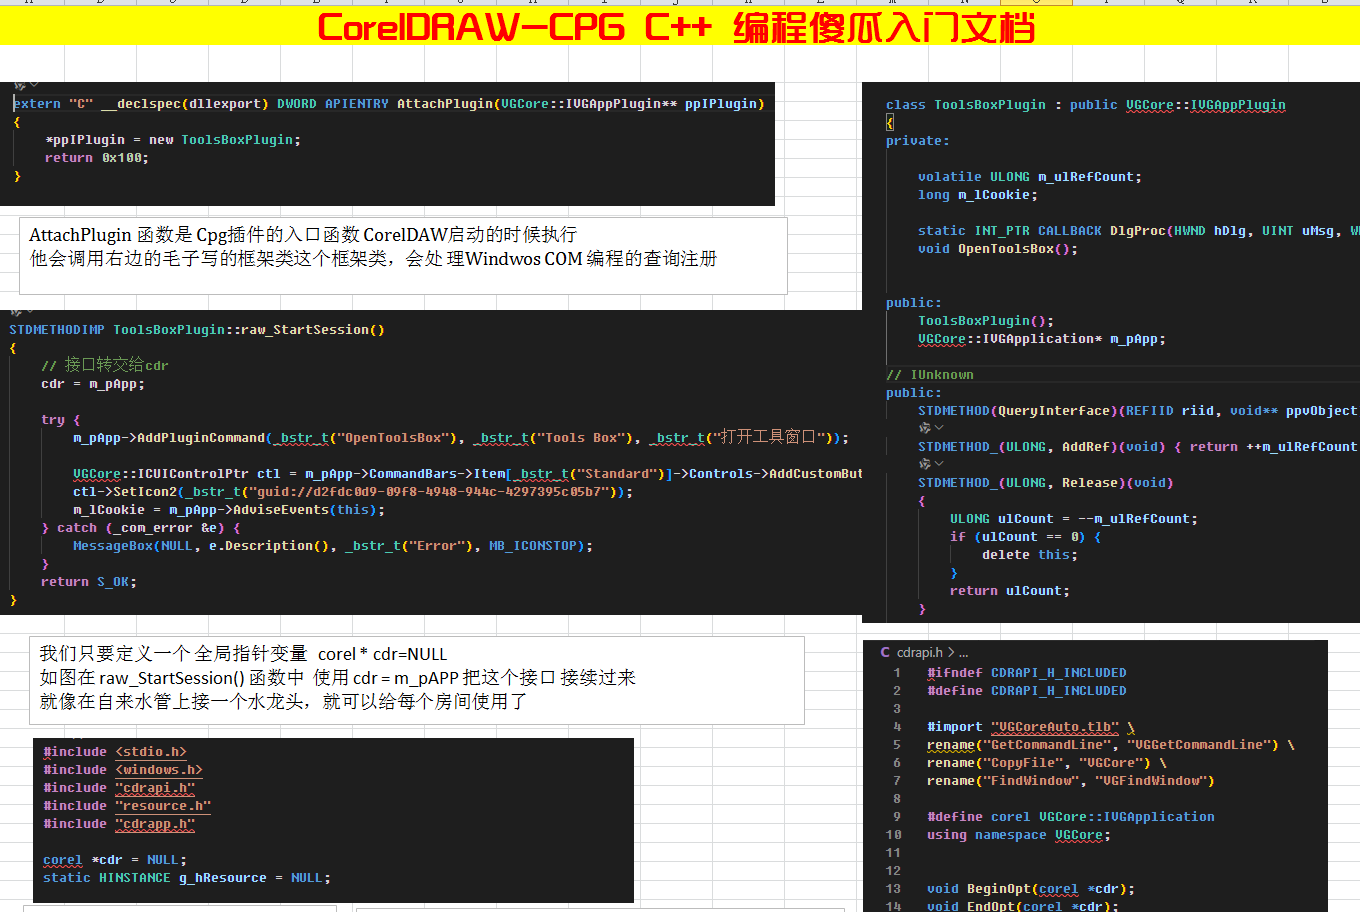 CorelDRAW-CPG C++ 编程傻瓜入门文档
extern "C" __declspec(dllexport) DWORD APIENTRY AttachPlugin(VGCore::IVGAppPlugin** ppIPlugin)
{
*ppIPlugin = new ToolsBoxPlugin;
return 0x100;
}
AttachPlugin 函数是 Cpg插件的入口函数 CorelDAW启动的时候执行
他会调用右边的毛子写的框架类这个框架类，会处 理Windwos COM 编程的查询注册
STDMETHODIMP ToolsBoxPlugin::raw_StartSession()
{
// 接口转交给cdr
cdr = m_pApp;
try {
m_pApp->AddPluginCommand(_bstr_t("OpenToolsBox"), _bstr_t("Tools Box"), _bstr_t("打开工具窗口"));
VGCore::ICUIControlPtr ctl = m_pApp->CommandBars->Item[_bstr_t("Standard")]->Controls->AddCustomBut
ctl->SetIcon2(_bstr_t("guid://d2fdc0d9-09f8-4948-944c-4297395c05b7"));
m_lCookie = m_pApp->AdviseEvents(this);
} catch (_com_error &e) {
MessageBox(NULL, e.Description(), _bstr_t("Error"), MB_ICONSTOP);
}
return S_OK;
}
我们只要定义一个 全局指针变量 corel * cdr=NULL
如图在 raw_StartSession() 函数中 使用 cdr = m_pAPP 把这个接口 接续过来
就像在自来水管上接一个水龙头，就可以给每个房间使用了
#include <stdio.h>
#include <windows.h>
#include "cdrapi.h"
#include "resource.h"
#include "cdrapp.h"
corel *cdr = NULL;
static HINSTANCE g_hResource = NULL;
class ToolsBoxPlugin : public VGCore::IVGAppPlugin
{
private:
volatile ULONG m_ulRefCount;
long m_lCookie;
static INT_PTR CALLBACK DlgProc(HWND hDlg, UINT uMsg, W
void OpenToolsBox();
public:
ToolsBoxPlugin();
VGCore::IVGApplication* m_pApp;
// IUnknown
public:
STDMETHOD(QueryInterface)(REFIID riid, void** ppvObject
STDMETHOD_(ULONG, AddRef)(void) { return ++m_ulRefCount
STDMETHOD_(ULONG, Release)(void)
{
ULONG ulCount = --m_ulRefCount;
if (ulCount == 0) {
delete this;
}
return ulCount;
}
C cdrapi.h > ...
1 #ifndef CDRAPI_H_INCLUDED
2 #define CDRAPI_H_INCLUDED
3
4 #import "VGCoreAuto.tlb" \
5 rename("GetCommandLine", "VGGetCommandLine") \
6 rename("CopyFile", "VGCore") \
7 rename("FindWindow", "VGFindWindow")
8
9 #define corel VGCore::IVGApplication
10 using namespace VGCore;
11
12
13 void BeginOpt(corel *cdr);
14 void EndOpt(corel *cdr);